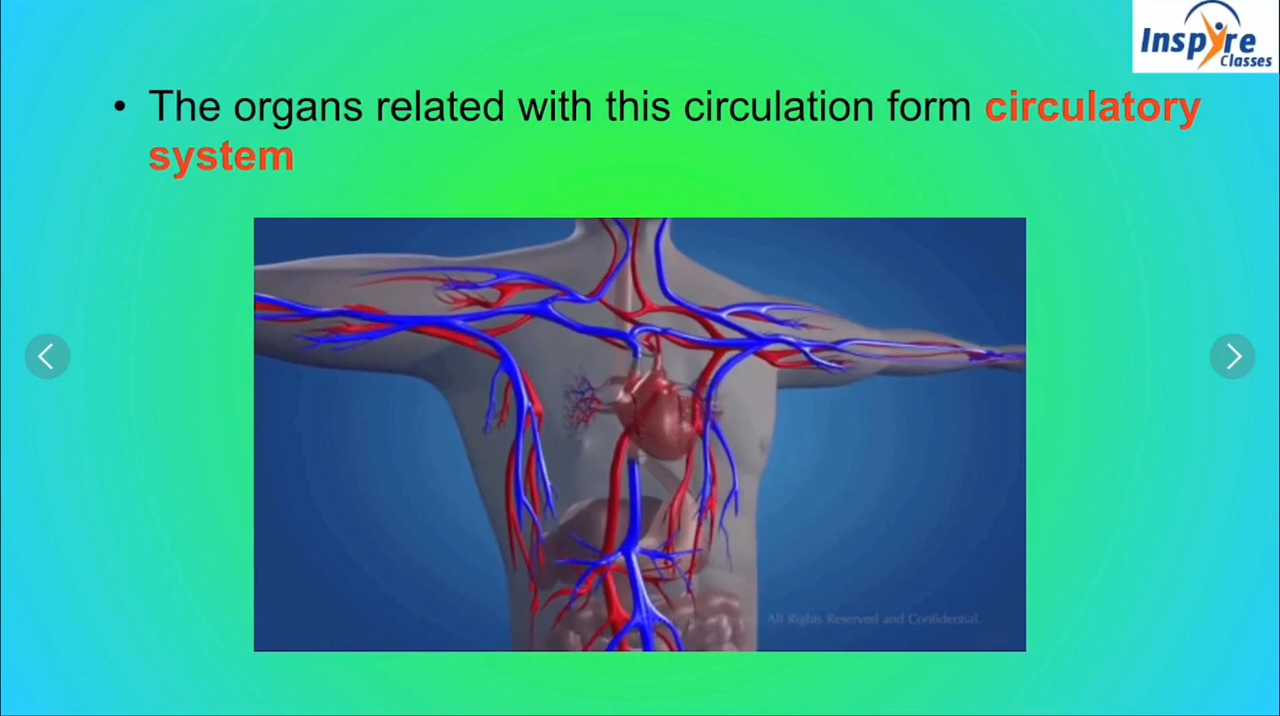 Inspyre
Classes
• The organs related with this circulation form circulatory
system
All Rights Reserved and Confidential.